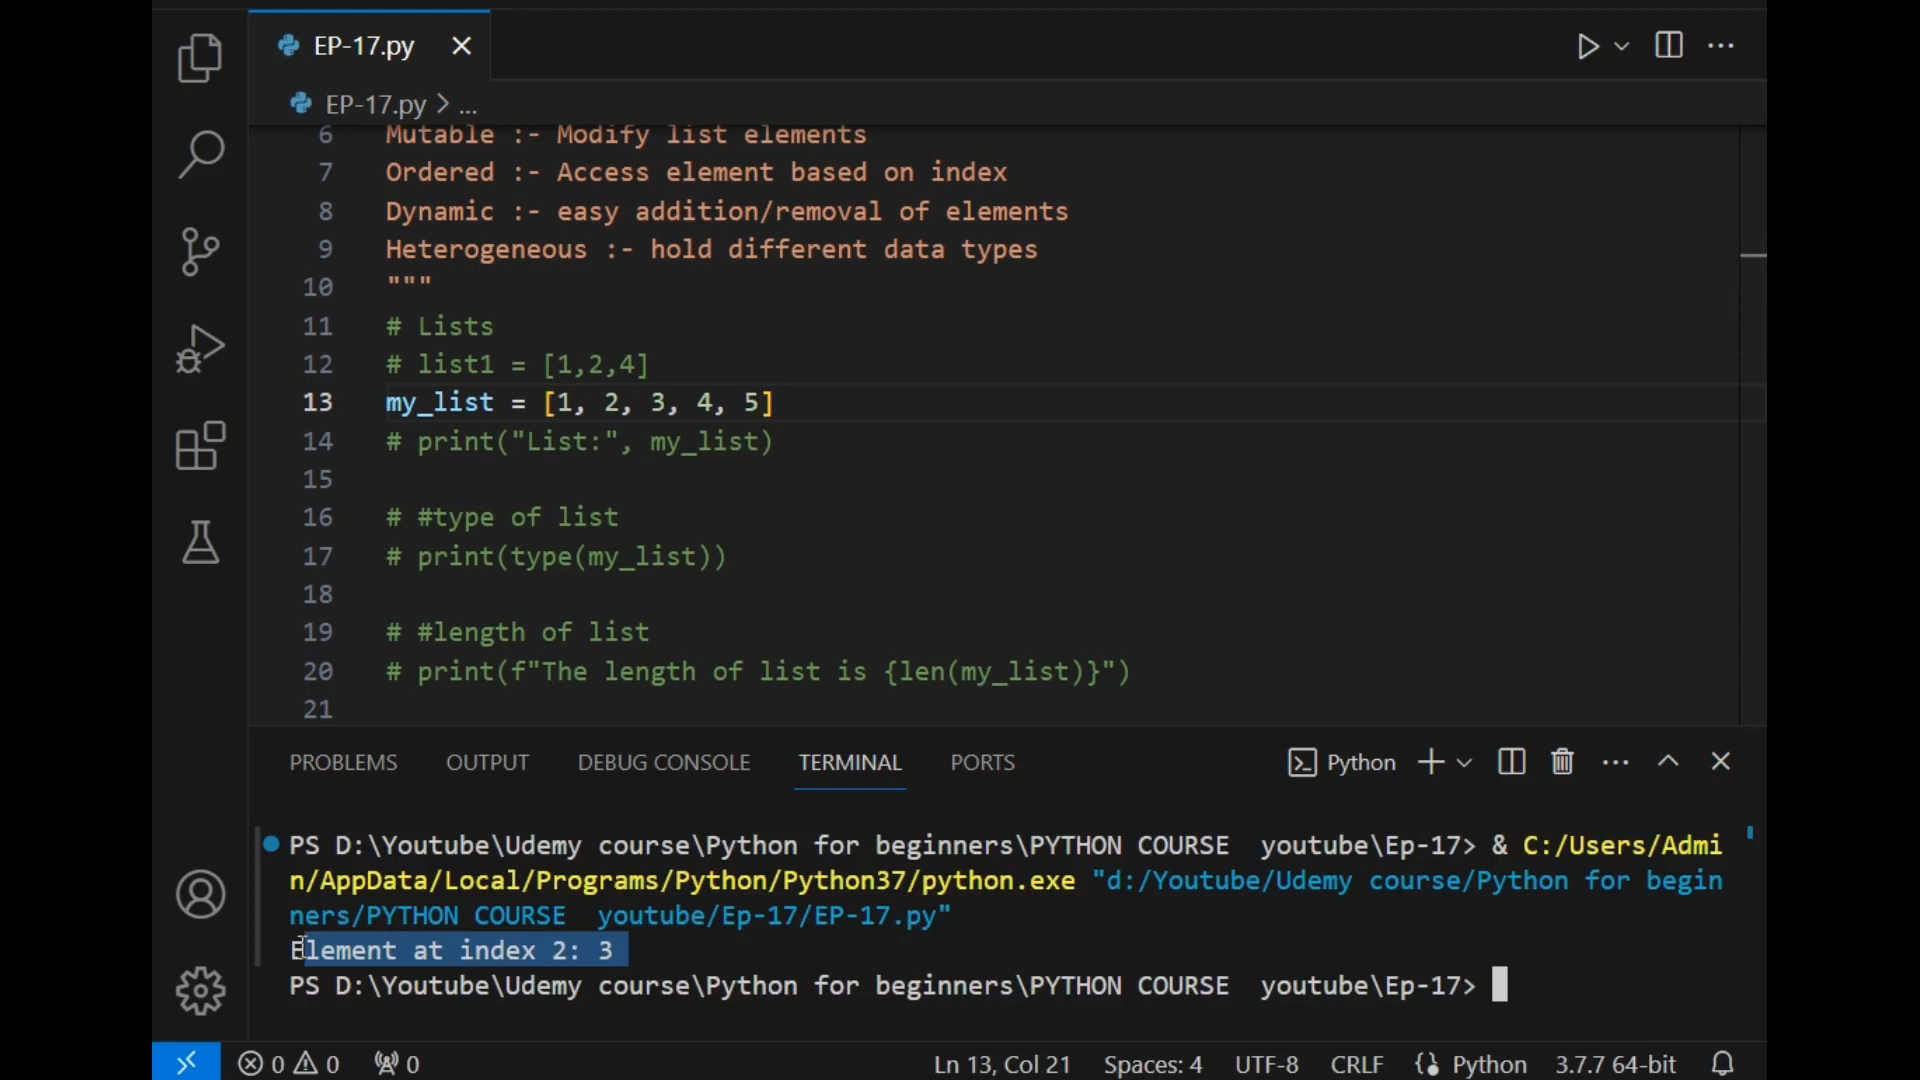 EP-17.py
EP-17.py > ...
6 Mutable :- Modify list elements
7 Ordered :- Access element based on index
8 Dynamic :- easy addition/removal of elements
9 Heterogeneous :- hold different data types
10 """
11 # Lists
12 # list1 = [1,2,4]
13 my_list = [1, 2, 3, 4, 5]
14 # print("List:", my_list)
15
16 # #type of list
17 # print(type(my_list))
18
19 # #length of list
20 # print(f"The length of list is {len(my_list)}")
21
PROBLEMS OUTPUT DEBUG CONSOLE TERMINAL PORTS Python
PS D:\Youtube\Udemy course\Python for beginners\PYTHON COURSE  youtube\Ep-17> & C:/Users/Admi
n/AppData/Local/Programs/Python/Python37/python.exe "d:/Youtube/Udemy course/Python for begin
ners/PYTHON COURSE  youtube/Ep-17/EP-17.py"
Element at index 2: 3
PS D:\Youtube\Udemy course\Python for beginners\PYTHON COURSE  youtube\Ep-17>
0 0 0 Ln 13, Col 21 Spaces: 4 UTF-8 CRLF Python 3.7.7 64-bit